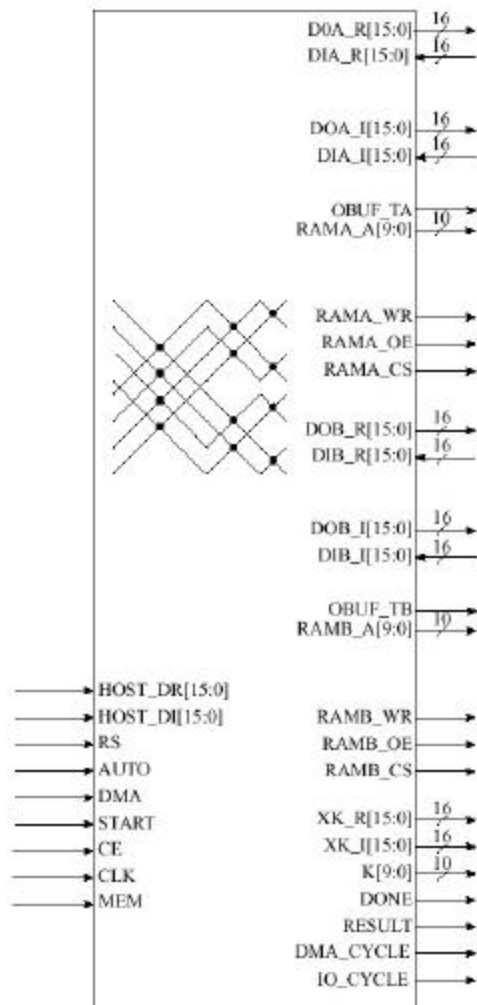 D0A_R[15:0] 16
DIA_R[15:0] 16
DOA_I[15:0] 16
DIA_I[15:0] 16
OBUF_TA
RAMA_A[9:0] 10
RAMA_WR
RAMA_OE
RAMA_CS
DOB_R[15:0] 16
DIB_R[15:0] 16
DOB_I[15:0] 16
DIB_I[15:0] 16
OBUF_TB
RAMB_A[9:0] 10
HOST_DR[15:0]
HOST_DI[15:0] RAMB_WR
RS RAMB_OE
AUTO RAMB_CS
DMA
START XK_R[15:0] 16
CE XK_I[15:0] 16
CLK K[9:0] 10
MEM DONE
RESULT
DMA_CYCLE
IO_CYCLE